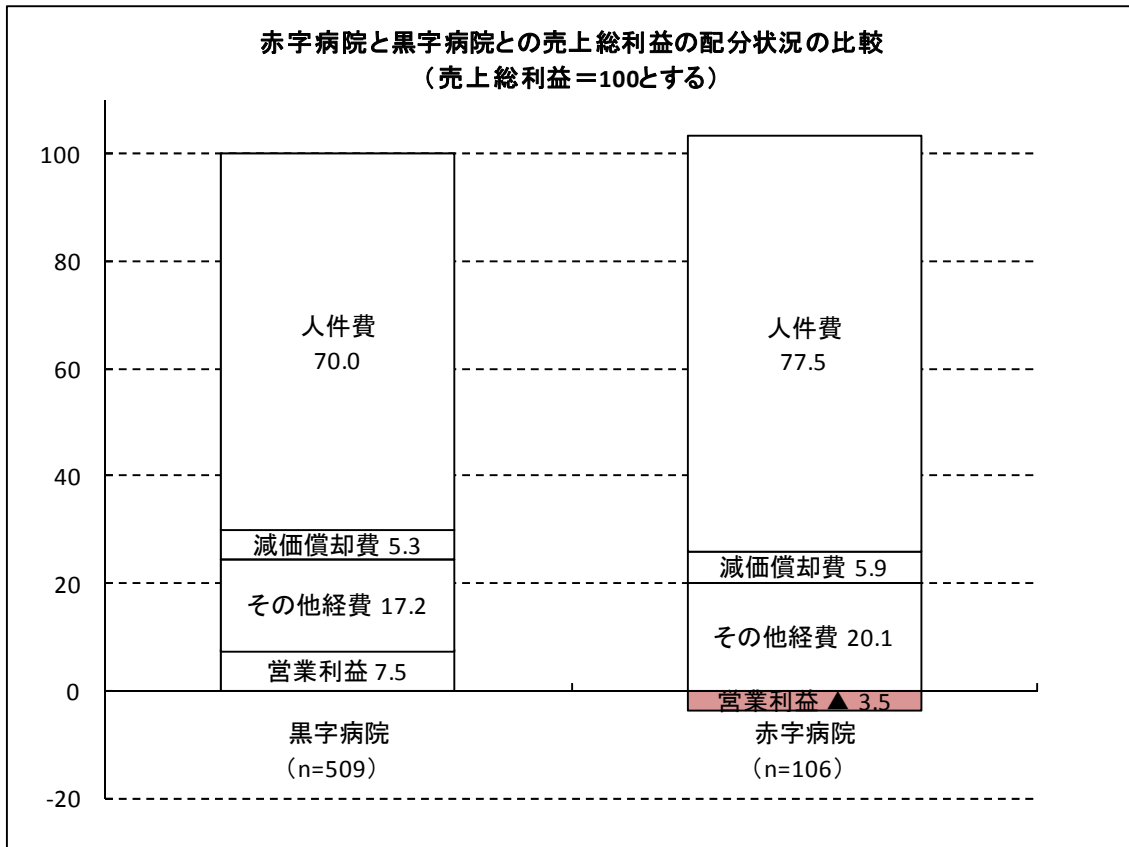 赤字病院と黒字病院との売上総利益の配分状況の比較
（売上総利益＝100とする）
100
80
60
40
20
0
-20
人件費
70.0
減価償却費 5.3
その他経費 17.2
営業利益 7.5
人件費
77.5
減価償却費 5.9
その他経費 20.1
営業利益 ▲ 3.5
黒字病院
（n=509）
赤字病院
（n=106）